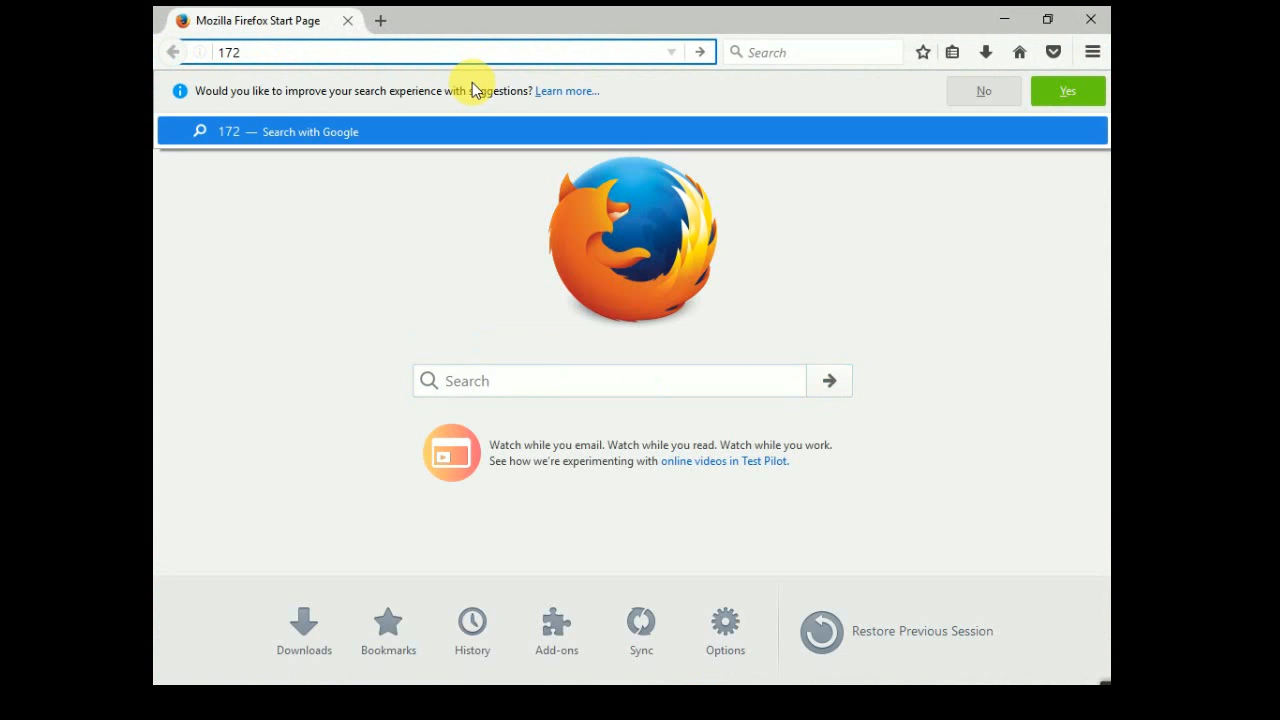 Mozilla Firefox Start Page
172
Search
Would you like to improve your search experience with suggestions? Learn more...
No
Yes
172 — Search with Google
Search
Watch while you email. Watch while you read. Watch while you work.
See how we're experimenting with online videos in Test Pilot.
Downloads
Bookmarks
History
Add-ons
Sync
Options
Restore Previous Session